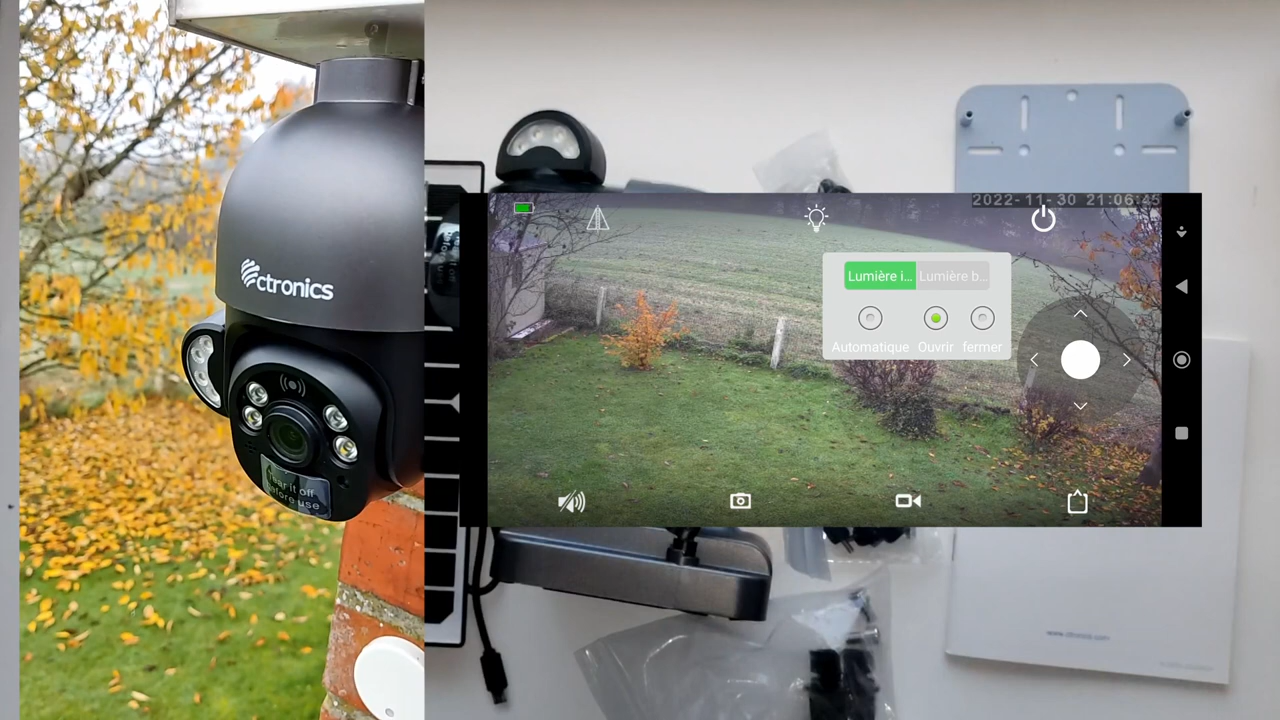 ctronics
Tear it off
before use
2022-11-30 21:06:45
Lumière i... Lumière b...
Automatique Ouvrir fermer